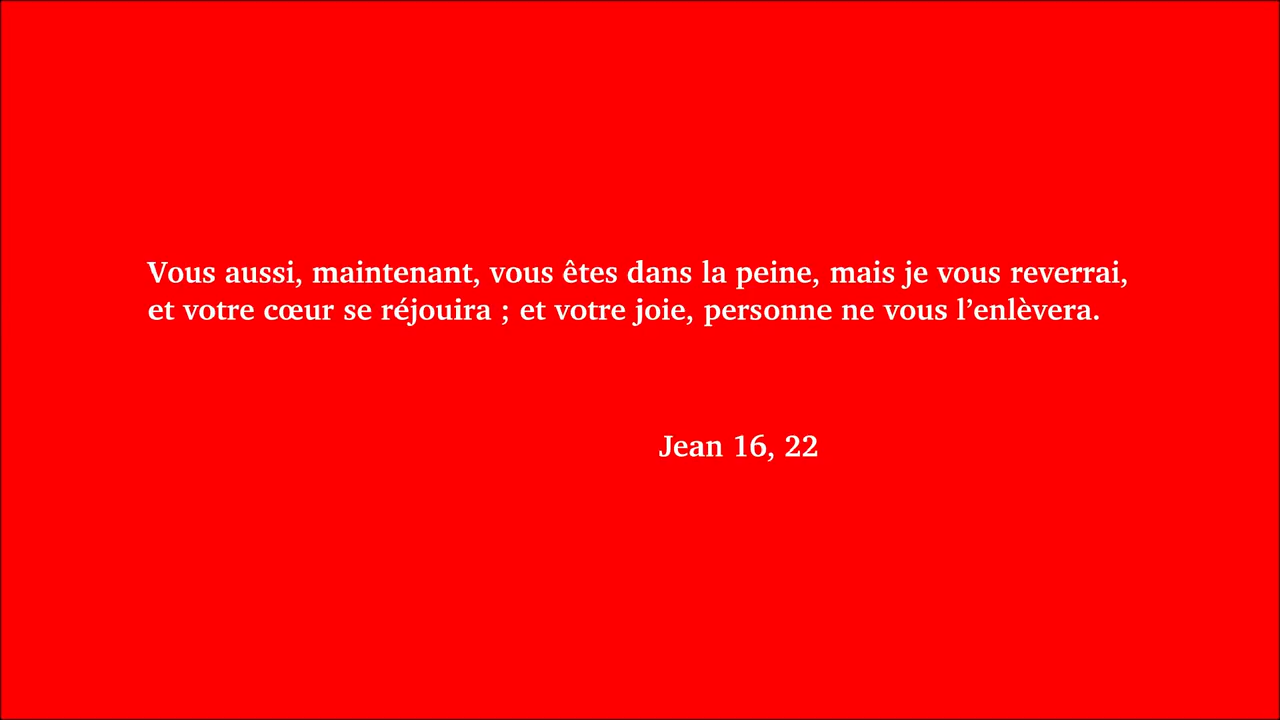 Vous aussi, maintenant, vous êtes dans la peine, mais je vous reverrai,
et votre cœur se réjouira ; et votre joie, personne ne vous l’enlèvera.
Jean 16, 22